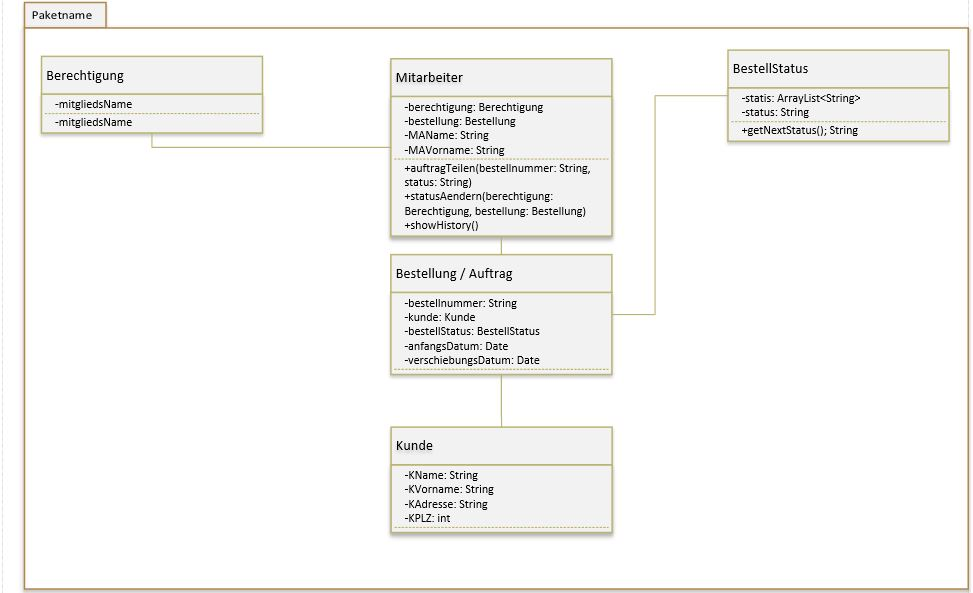 Paketname
Berechtigung
-mitgliedsName
-mitgliedsName
Mitarbeiter
-berechtigung: Berechtigung
-bestellung: Bestellung
-MAName: String
-MAVorname: String
+auftragTeilen(bestellnummer: String,
status: String)
+statusAendern(berechtigung:
Berechtigung, bestellung: Bestellung)
+showHistory()
BestellStatus
-statis: ArrayList<String>
-status: String
+getNextStatus(); String
Bestellung / Auftrag
-bestellnummer: String
-kunde: Kunde
-bestellStatus: BestellStatus
-anfangsDatum: Date
-verschiebungsDatum: Date
Kunde
-KName: String
-KVorname: String
-KAdresse: String
-KPLZ: int